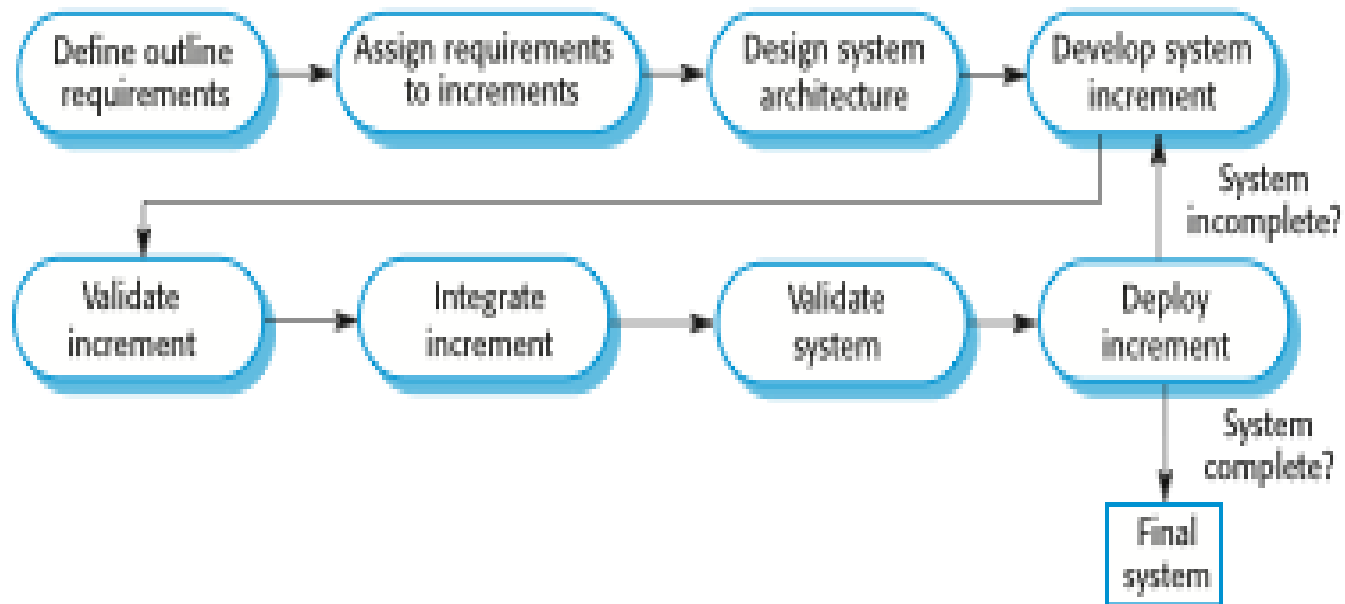 Define outline
requirements
Assign requirements
to increments
Design system
architecture
Develop system
increment
System
incomplete?
Validate
increment
Integrate
increment
Validate
system
Deploy
increment
System
complete?
Final
system